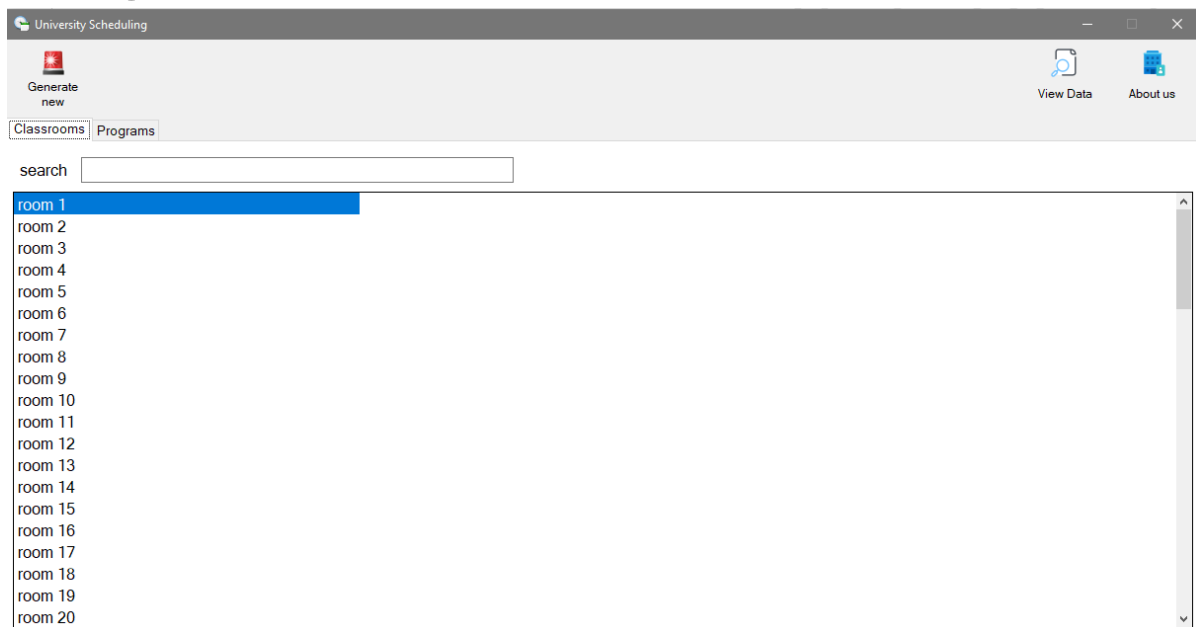 University Scheduling
Generate
new
View Data
About us
Classrooms
Programs
search
room 1
room 2
room 3
room 4
room 5
room 6
room 7
room 8
room 9
room 10
room 11
room 12
room 13
room 14
room 15
room 16
room 17
room 18
room 19
room 20